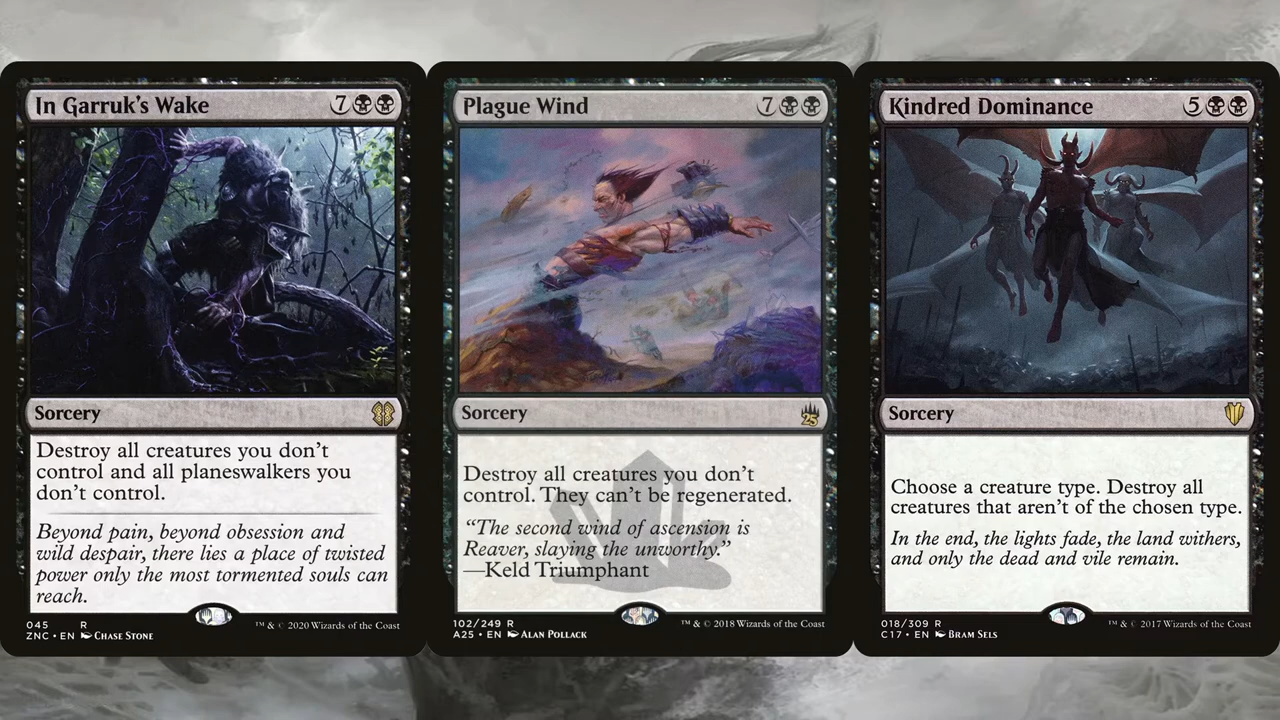 In Garruk's Wake 7
Sorcery
Destroy all creatures you don't
control and all planeswalkers you
don't control.
Beyond pain, beyond obsession and
wild despair, there lies a place of twisted
power only the most tormented souls can
reach.
045 R
ZNC • EN Chase Stone
™ & © 2020 Wizards of the Coast
Plague Wind 7
Sorcery
25
Destroy all creatures you don't
control. They can't be regenerated.
"The second wind of ascension is
Reaver, slaying the unworthy."
—Keld Triumphant
102/249 R
A25 • EN Alan Pollack
™ & © 2018 Wizards of the Coast
Kindred Dominance 5
Sorcery
Choose a creature type. Destroy all
creatures that aren't of the chosen type.
In the end, the lights fade, the land withers,
and only the dead and vile remain.
018/309 R
C17 • EN Bram Sels
™ & © 2017 Wizards of the Coast